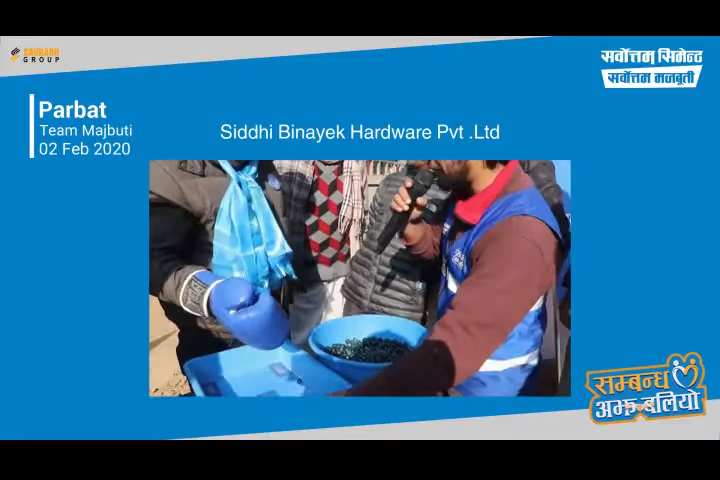 SAURABH
GROUP
सर्वोत्तम सिमेन्ट
सर्वोत्तम मजबूती
Parbat
Team Majbuti
02 Feb 2020
Siddhi Binayek Hardware Pvt .Ltd
सम्बन्ध
अझ बलियो